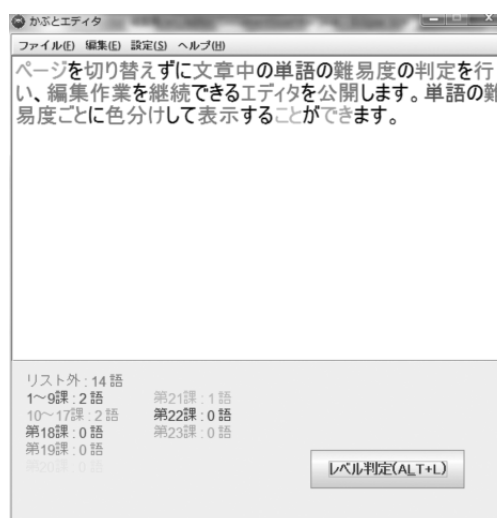 かぶとエディタ
ファイル(F) 編集(E) 設定(S) ヘルプ(H)
ページを切り替えずに文章中の単語の難易度の判定を行
い、編集作業を継続できるエディタを公開します。単語の難
易度ごとに色分けして表示することができます。
リスト外:14語
1~9課:2語 第21課:1語
10~17課:2語 第22課:0語
第18課:0語 第23課:0語
第19課:0語
第20課:0語
レベル判定(ALT+L)